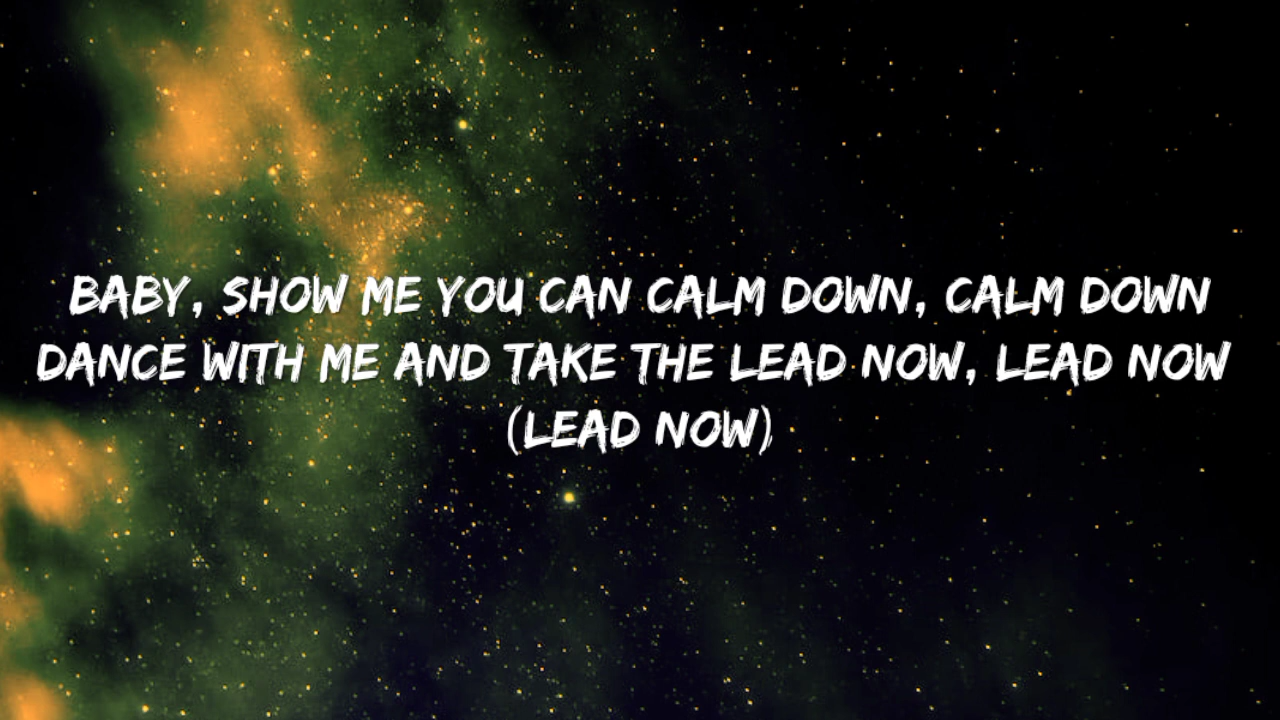 BABY, SHOW ME YOU CAN CALM DOWN, CALM DOWN
DANCE WITH ME AND TAKE THE LEAD NOW, LEAD NOW
(LEAD NOW)